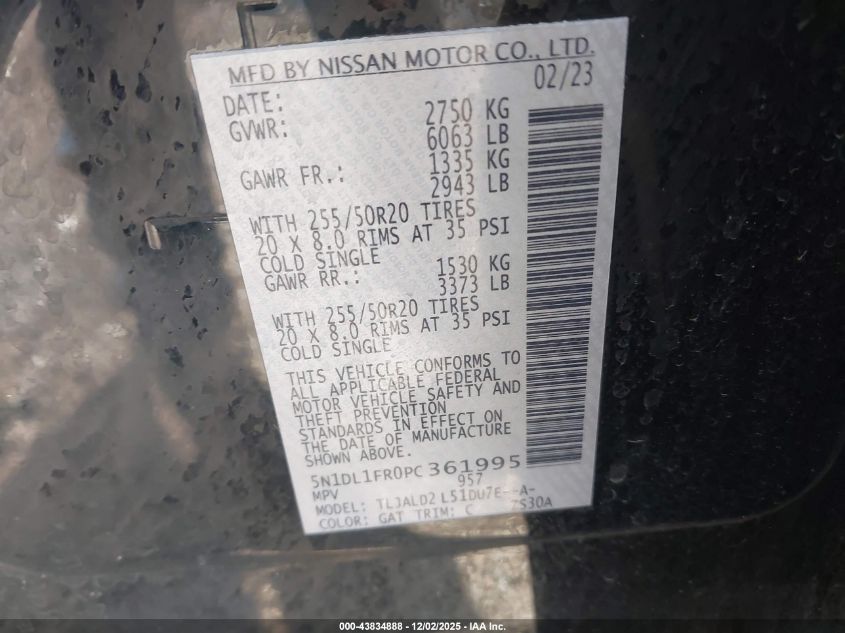 MFD BY NISSAN MOTOR CO., LTD.
DATE: 02/23
GVWR: 2750 KG
6063 LB
GAWR FR.: 1335 KG
2943 LB
WITH 255/50R20 TIRES
20 X 8.0 RIMS AT 35 PSI
COLD SINGLE
GAWR RR.: 1530 KG
3373 LB
WITH 255/50R20 TIRES
20 X 8.0 RIMS AT 35 PSI
COLD SINGLE
THIS VEHICLE CONFORMS TO
ALL APPLICABLE FEDERAL
MOTOR VEHICLE SAFETY AND
THEFT PREVENTION
STANDARDS IN EFFECT ON
THE DATE OF MANUFACTURE
SHOWN ABOVE.
5N1DL1FR0PC361995
MPV 957
MODEL: TL3ALD2 L51DU7E--A-
COLOR: GAT TRIM: C
000-43834888 - 12/02/2025 - www.iaai.com